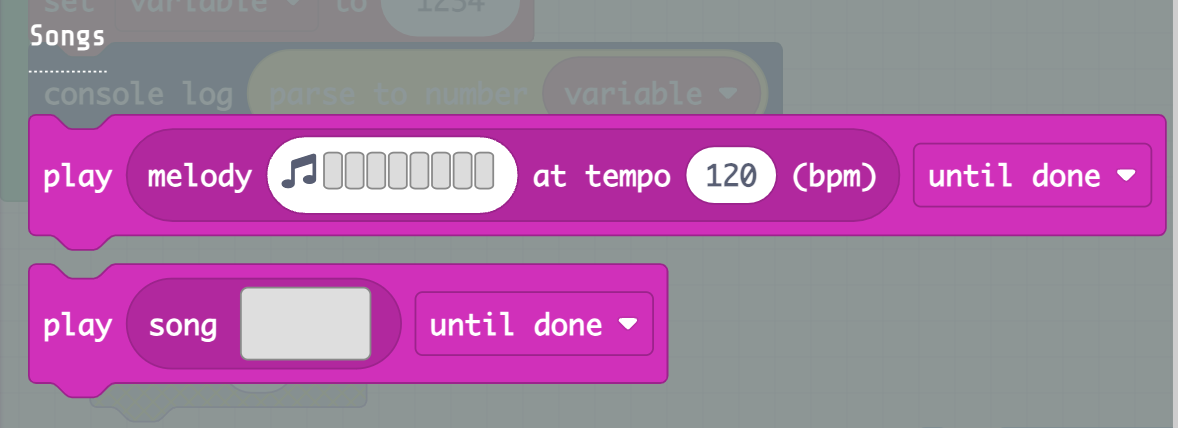 set variable to 1234
Songs
console log parse to number variable
play melody at tempo 120 (bpm) until done
play song until done